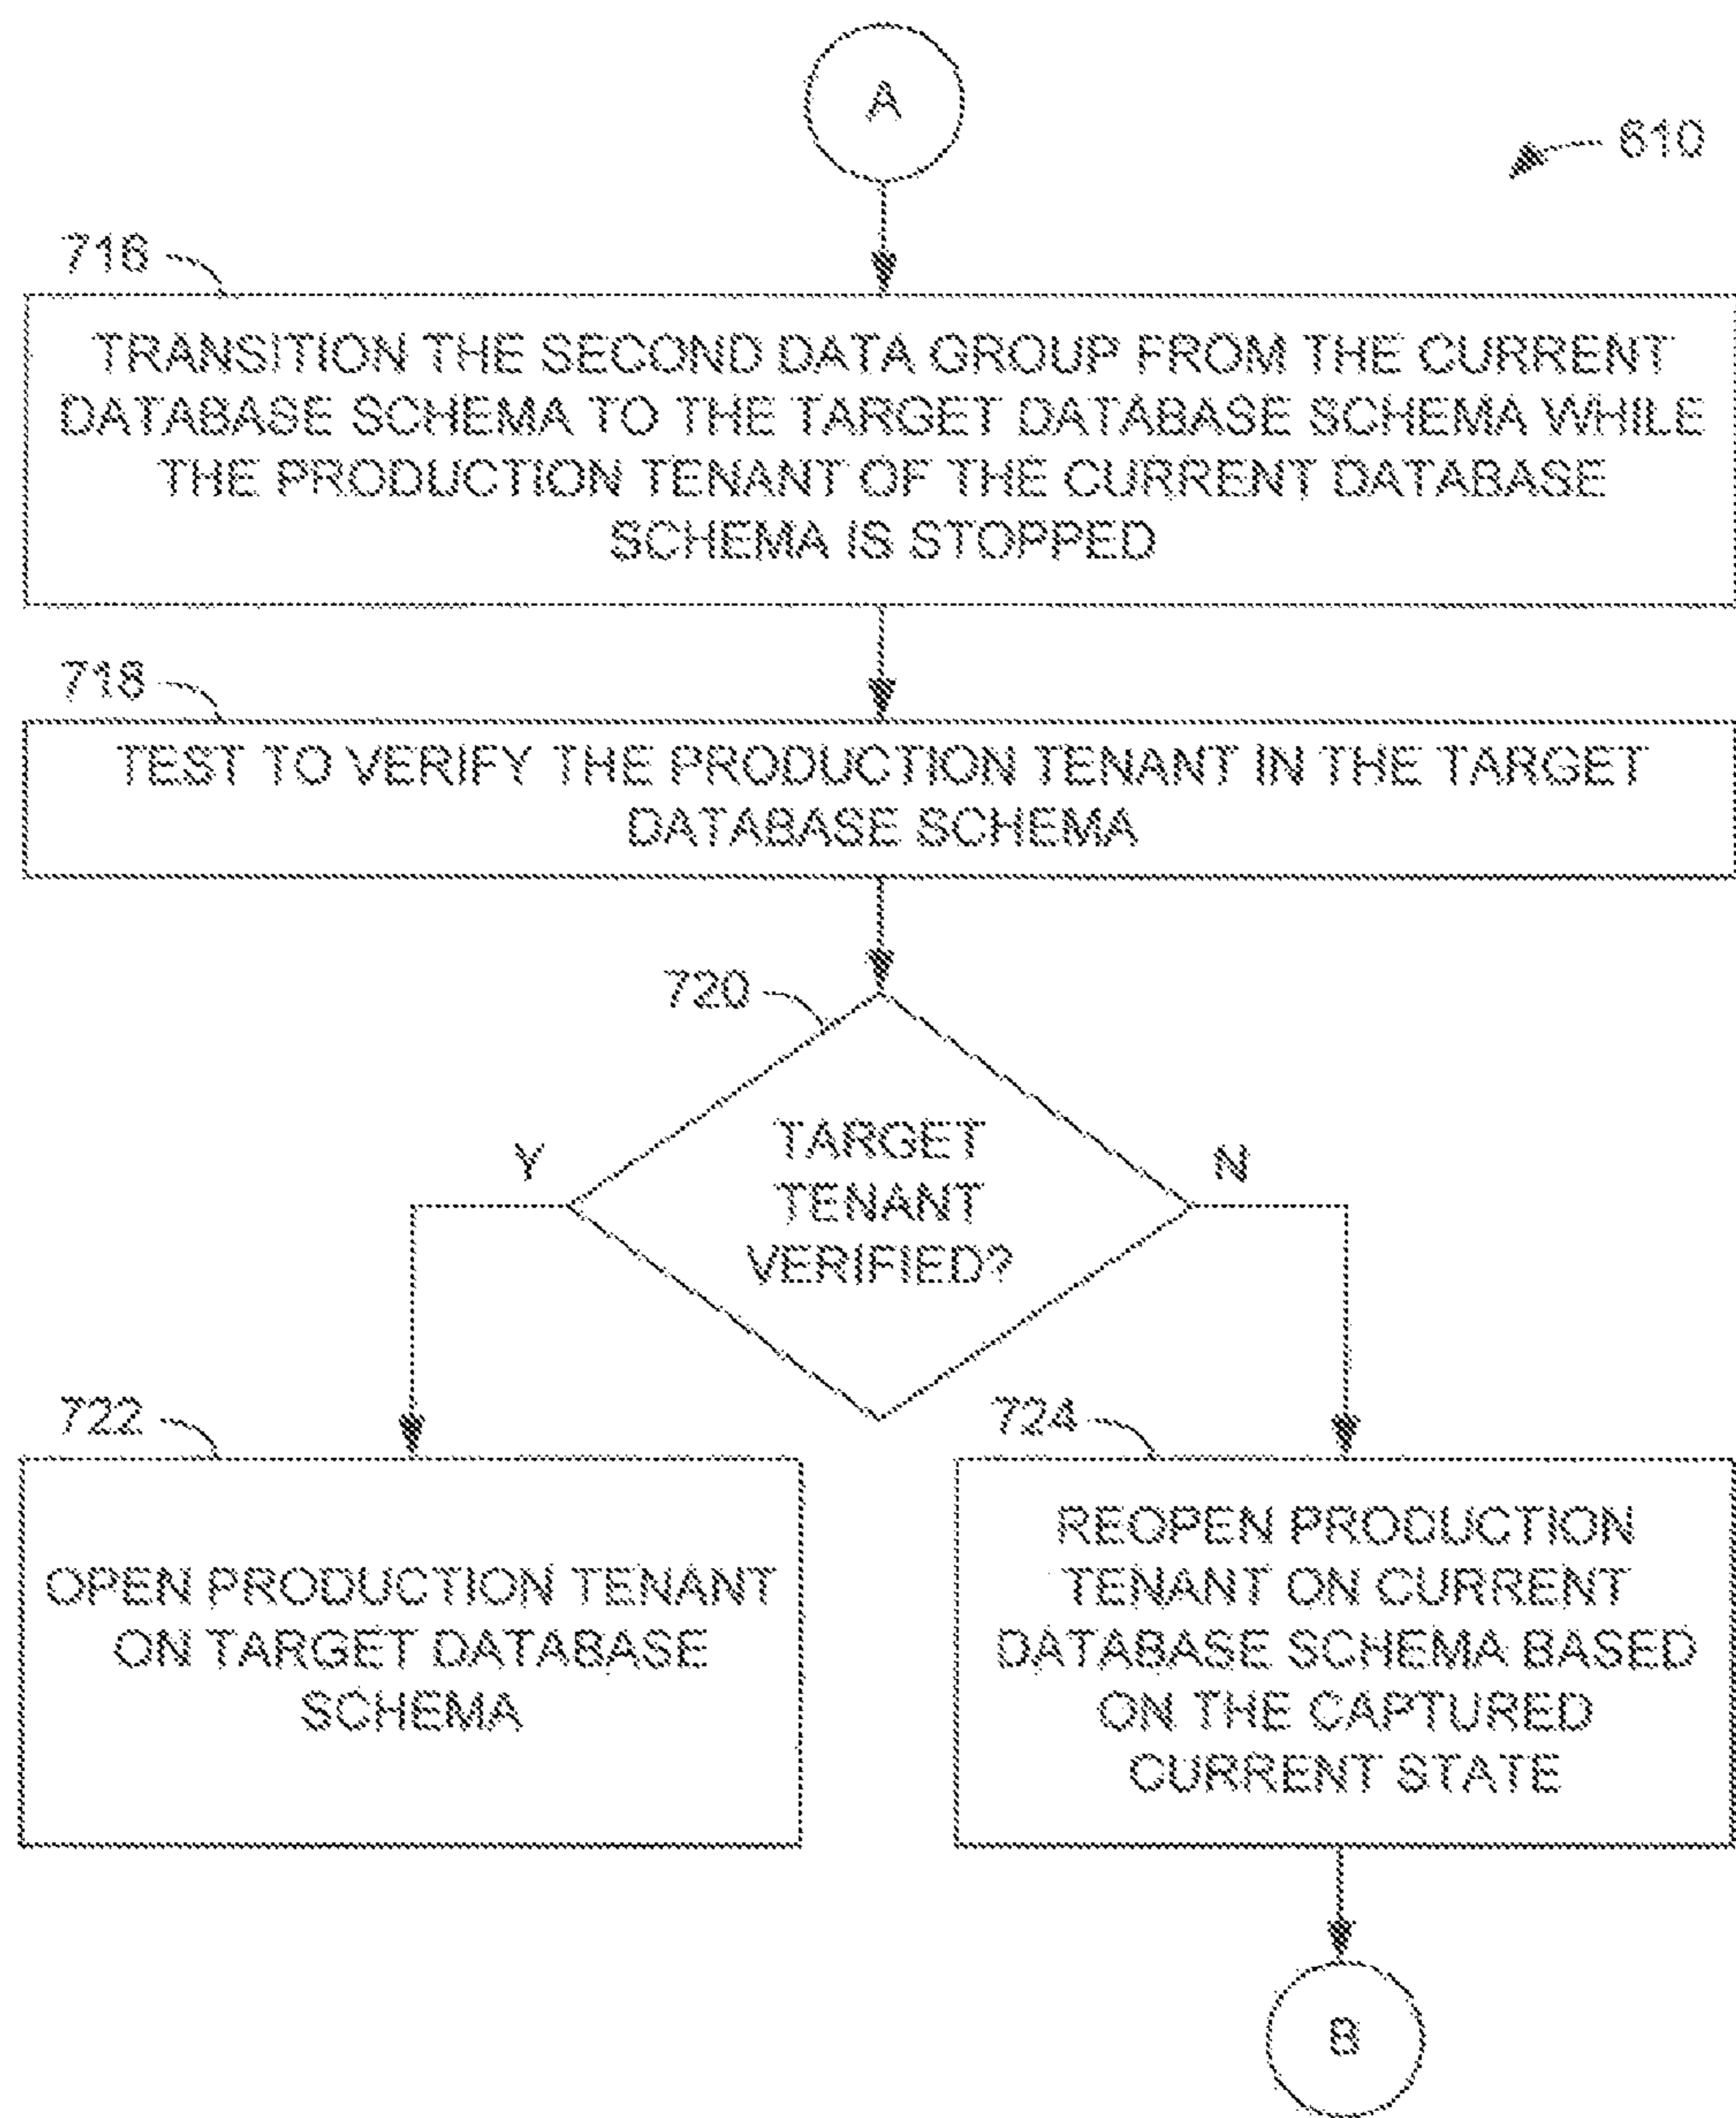 A
610
716
TRANSITION THE SECOND DATA GROUP FROM THE CURRENT
DATABASE SCHEMA TO THE TARGET DATABASE SCHEMA WHILE
THE PRODUCTION TENANT OF THE CURRENT DATABASE
SCHEMA IS STOPPED
718
TEST TO VERIFY THE PRODUCTION TENANT IN THE TARGET
DATABASE SCHEMA
720
TARGET
TENANT
VERIFIED?
Y
N
722
OPEN PRODUCTION TENANT
ON TARGET DATABASE
SCHEMA
724
REOPEN PRODUCTION
TENANT ON CURRENT
DATABASE SCHEMA BASED
ON THE CAPTURED
CURRENT STATE
B